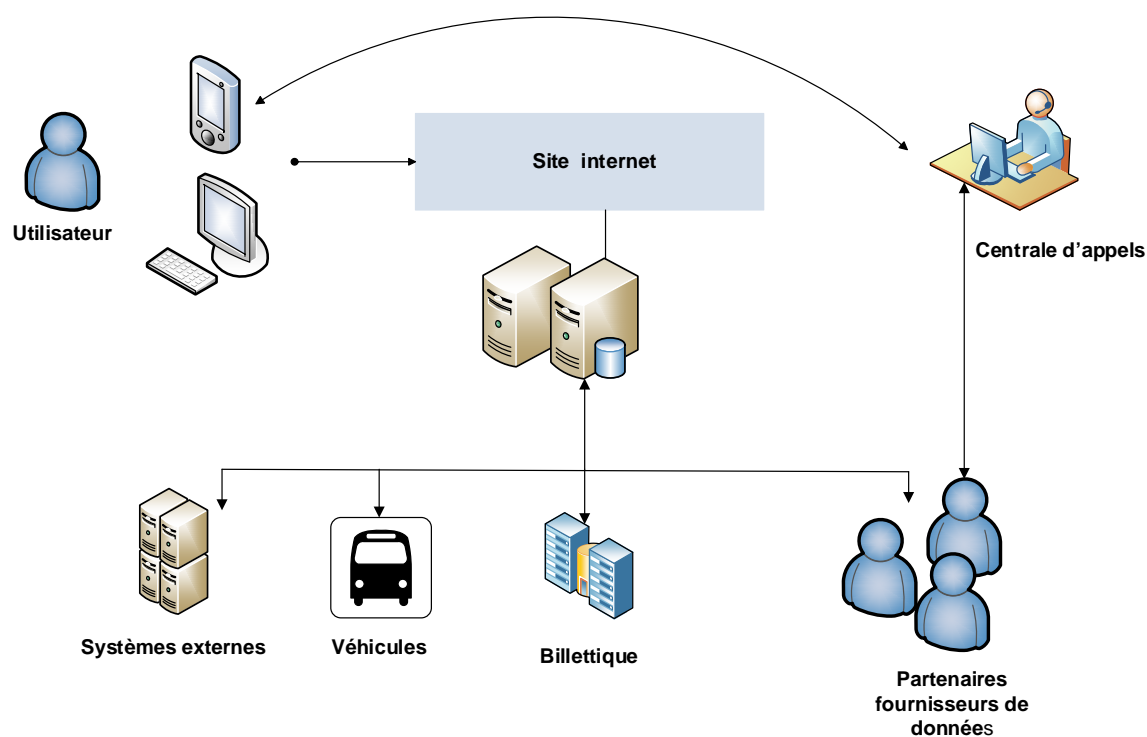 Site internet
Utilisateur
Centrale d'appels
Systèmes externes
Véhicules
Billettique
Partenaires
fournisseurs de
données